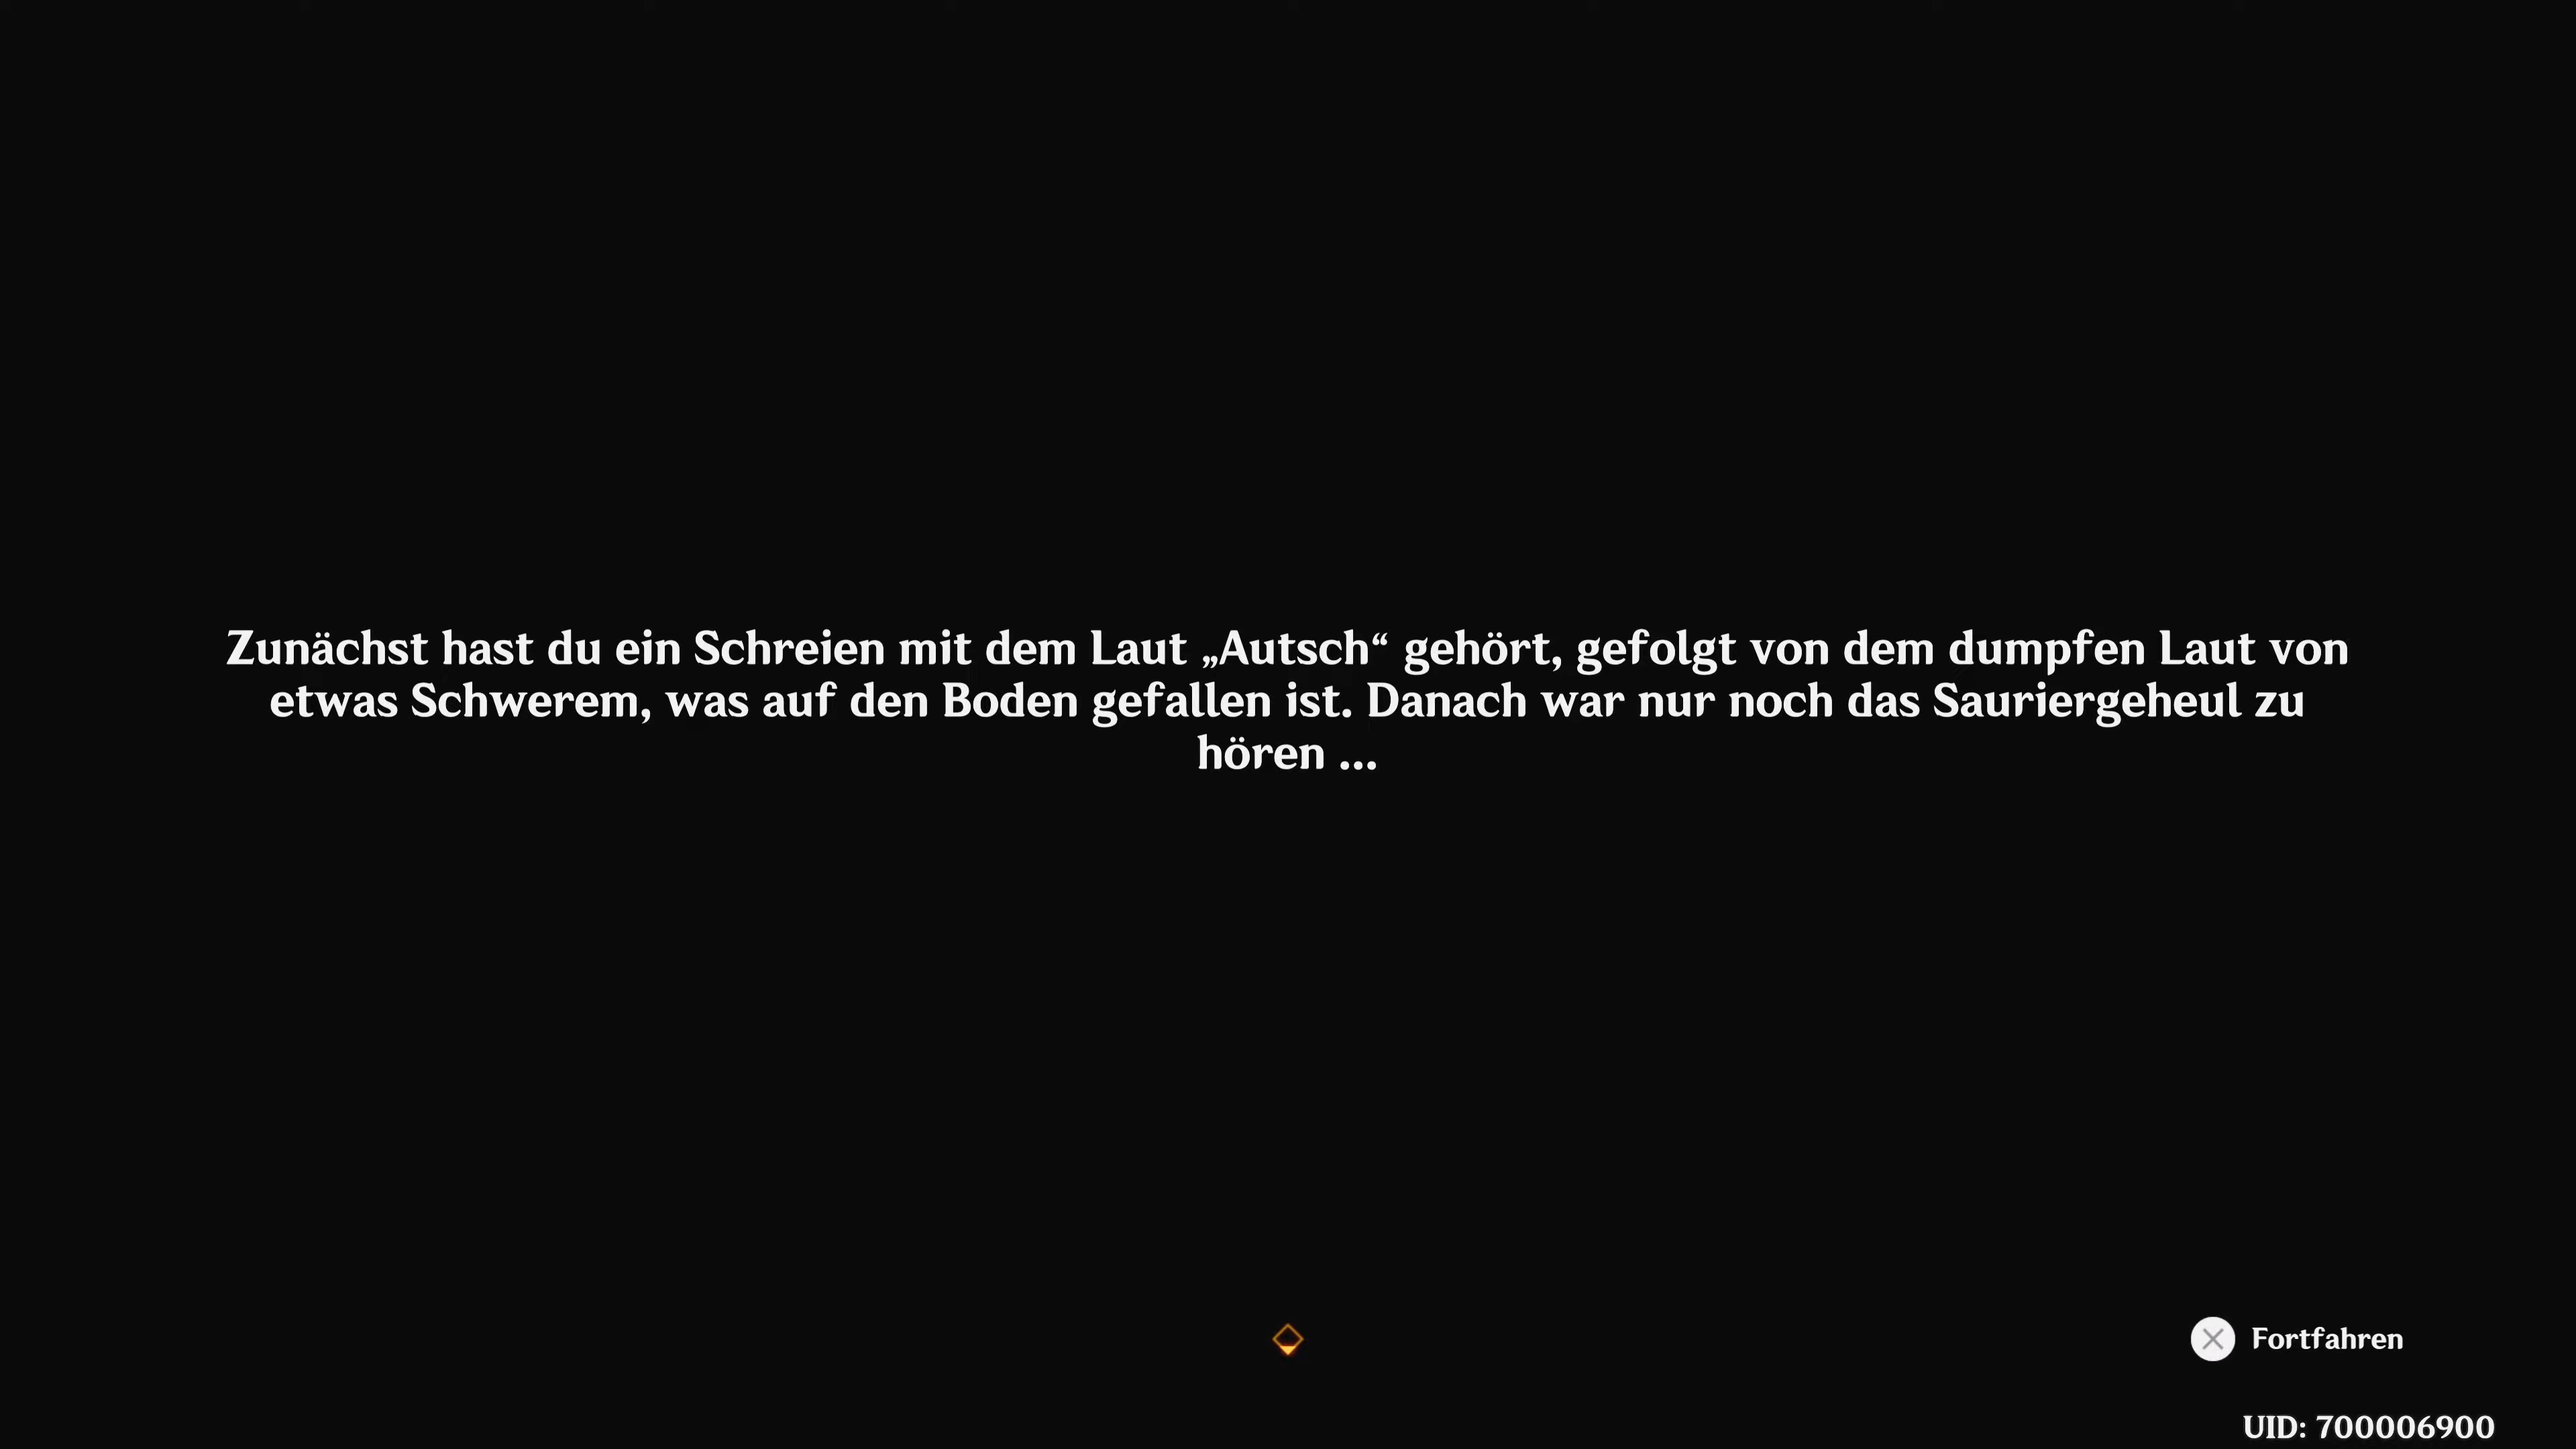 Zunächst hast du ein Schreien mit dem Laut „Autsch“ gehört, gefolgt von dem dumpfen Laut von
etwas Schwerem, was auf den Boden gefallen ist. Danach war nur noch das Sauriergeheul zu
hören ...
Fortfahren
UID: 700006900